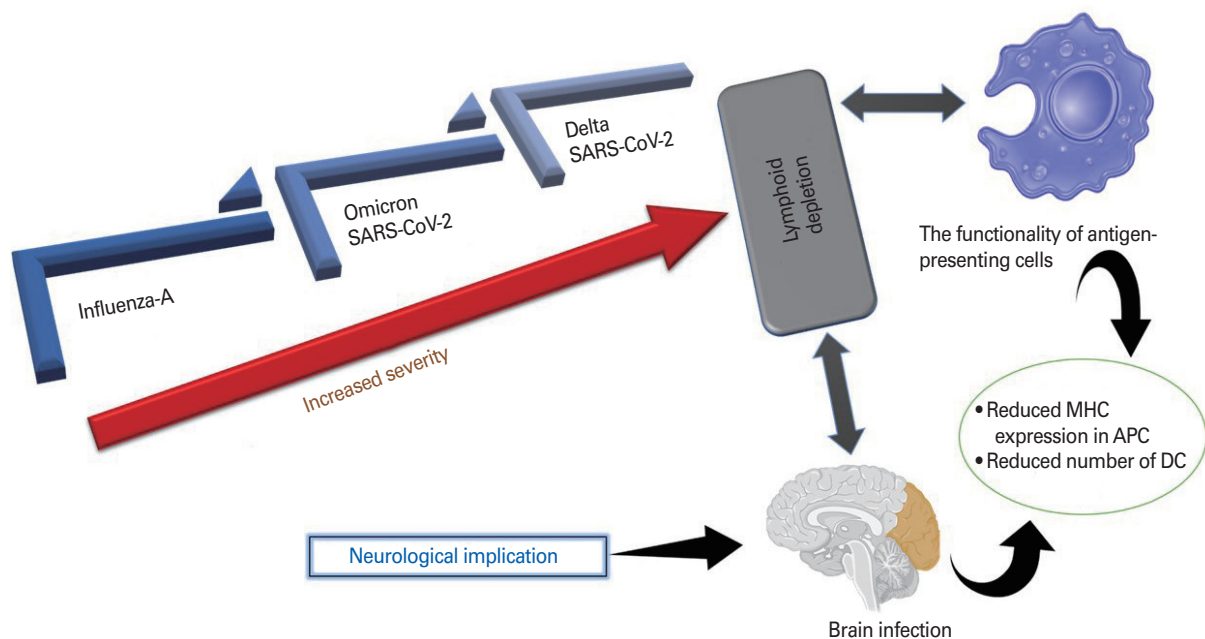 Influenza-A
Omicron
SARS-CoV-2
Delta
SARS-CoV-2
Increased severity
Lymphoid
depletion
The functionality of antigen-
presenting cells
• Reduced MHC
expression in APC
• Reduced number of DC
Neurological implication
Brain infection